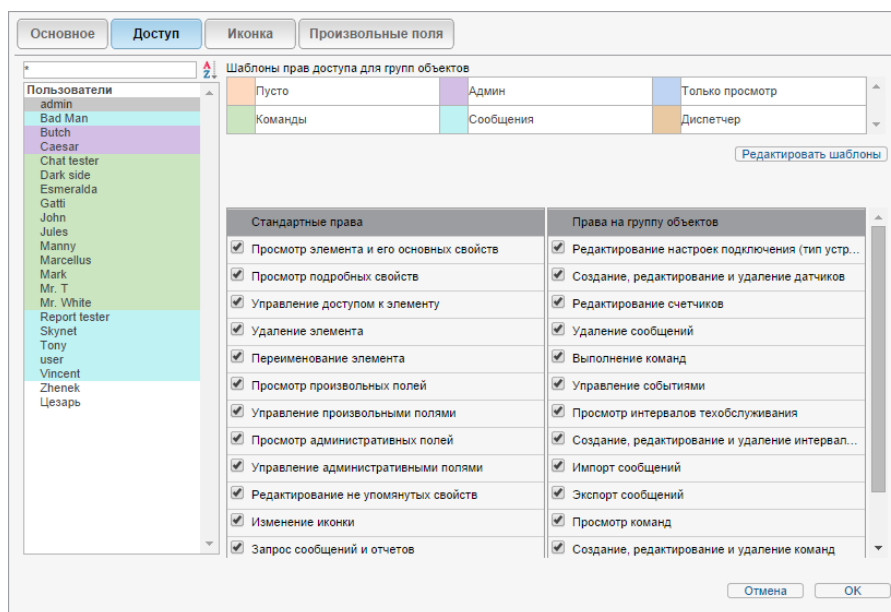 Основное Доступ Иконка Произвольные поля
*
A Z Шаблоны прав доступа для групп объектов
Пользователи
admin
Bad Man
Butch
Caesar
Chat tester
Dark side
Esmeralda
Gatti
John
Jules
Manny
Marcellus
Mark
Mr. T
Mr. White
Report tester
Skynet
Tony
user
Vincent
Zhenek
Цезарь
Пусто Админ Только просмотр
Команды Сообщения Диспетчер
Редактировать шаблоны
Стандартные права Права на группу объектов
Просмотр элемента и его основных свойств Редактирование настроек подключения (тип устр...
Просмотр подробных свойств Создание, редактирование и удаление датчиков
Управление доступом к элементу Редактирование счетчиков
Удаление элемента Удаление сообщений
Переименование элемента Выполнение команд
Просмотр произвольных полей Управление событиями
Управление произвольными полями Просмотр интервалов техобслуживания
Просмотр административных полей Создание, редактирование и удаление интервал...
Управление административными полями Импорт сообщений
Редактирование не упомянутых свойств Экспорт сообщений
Изменение иконки Просмотр команд
Запрос сообщений и отчетов Создание, редактирование и удаление команд
Отмена OK